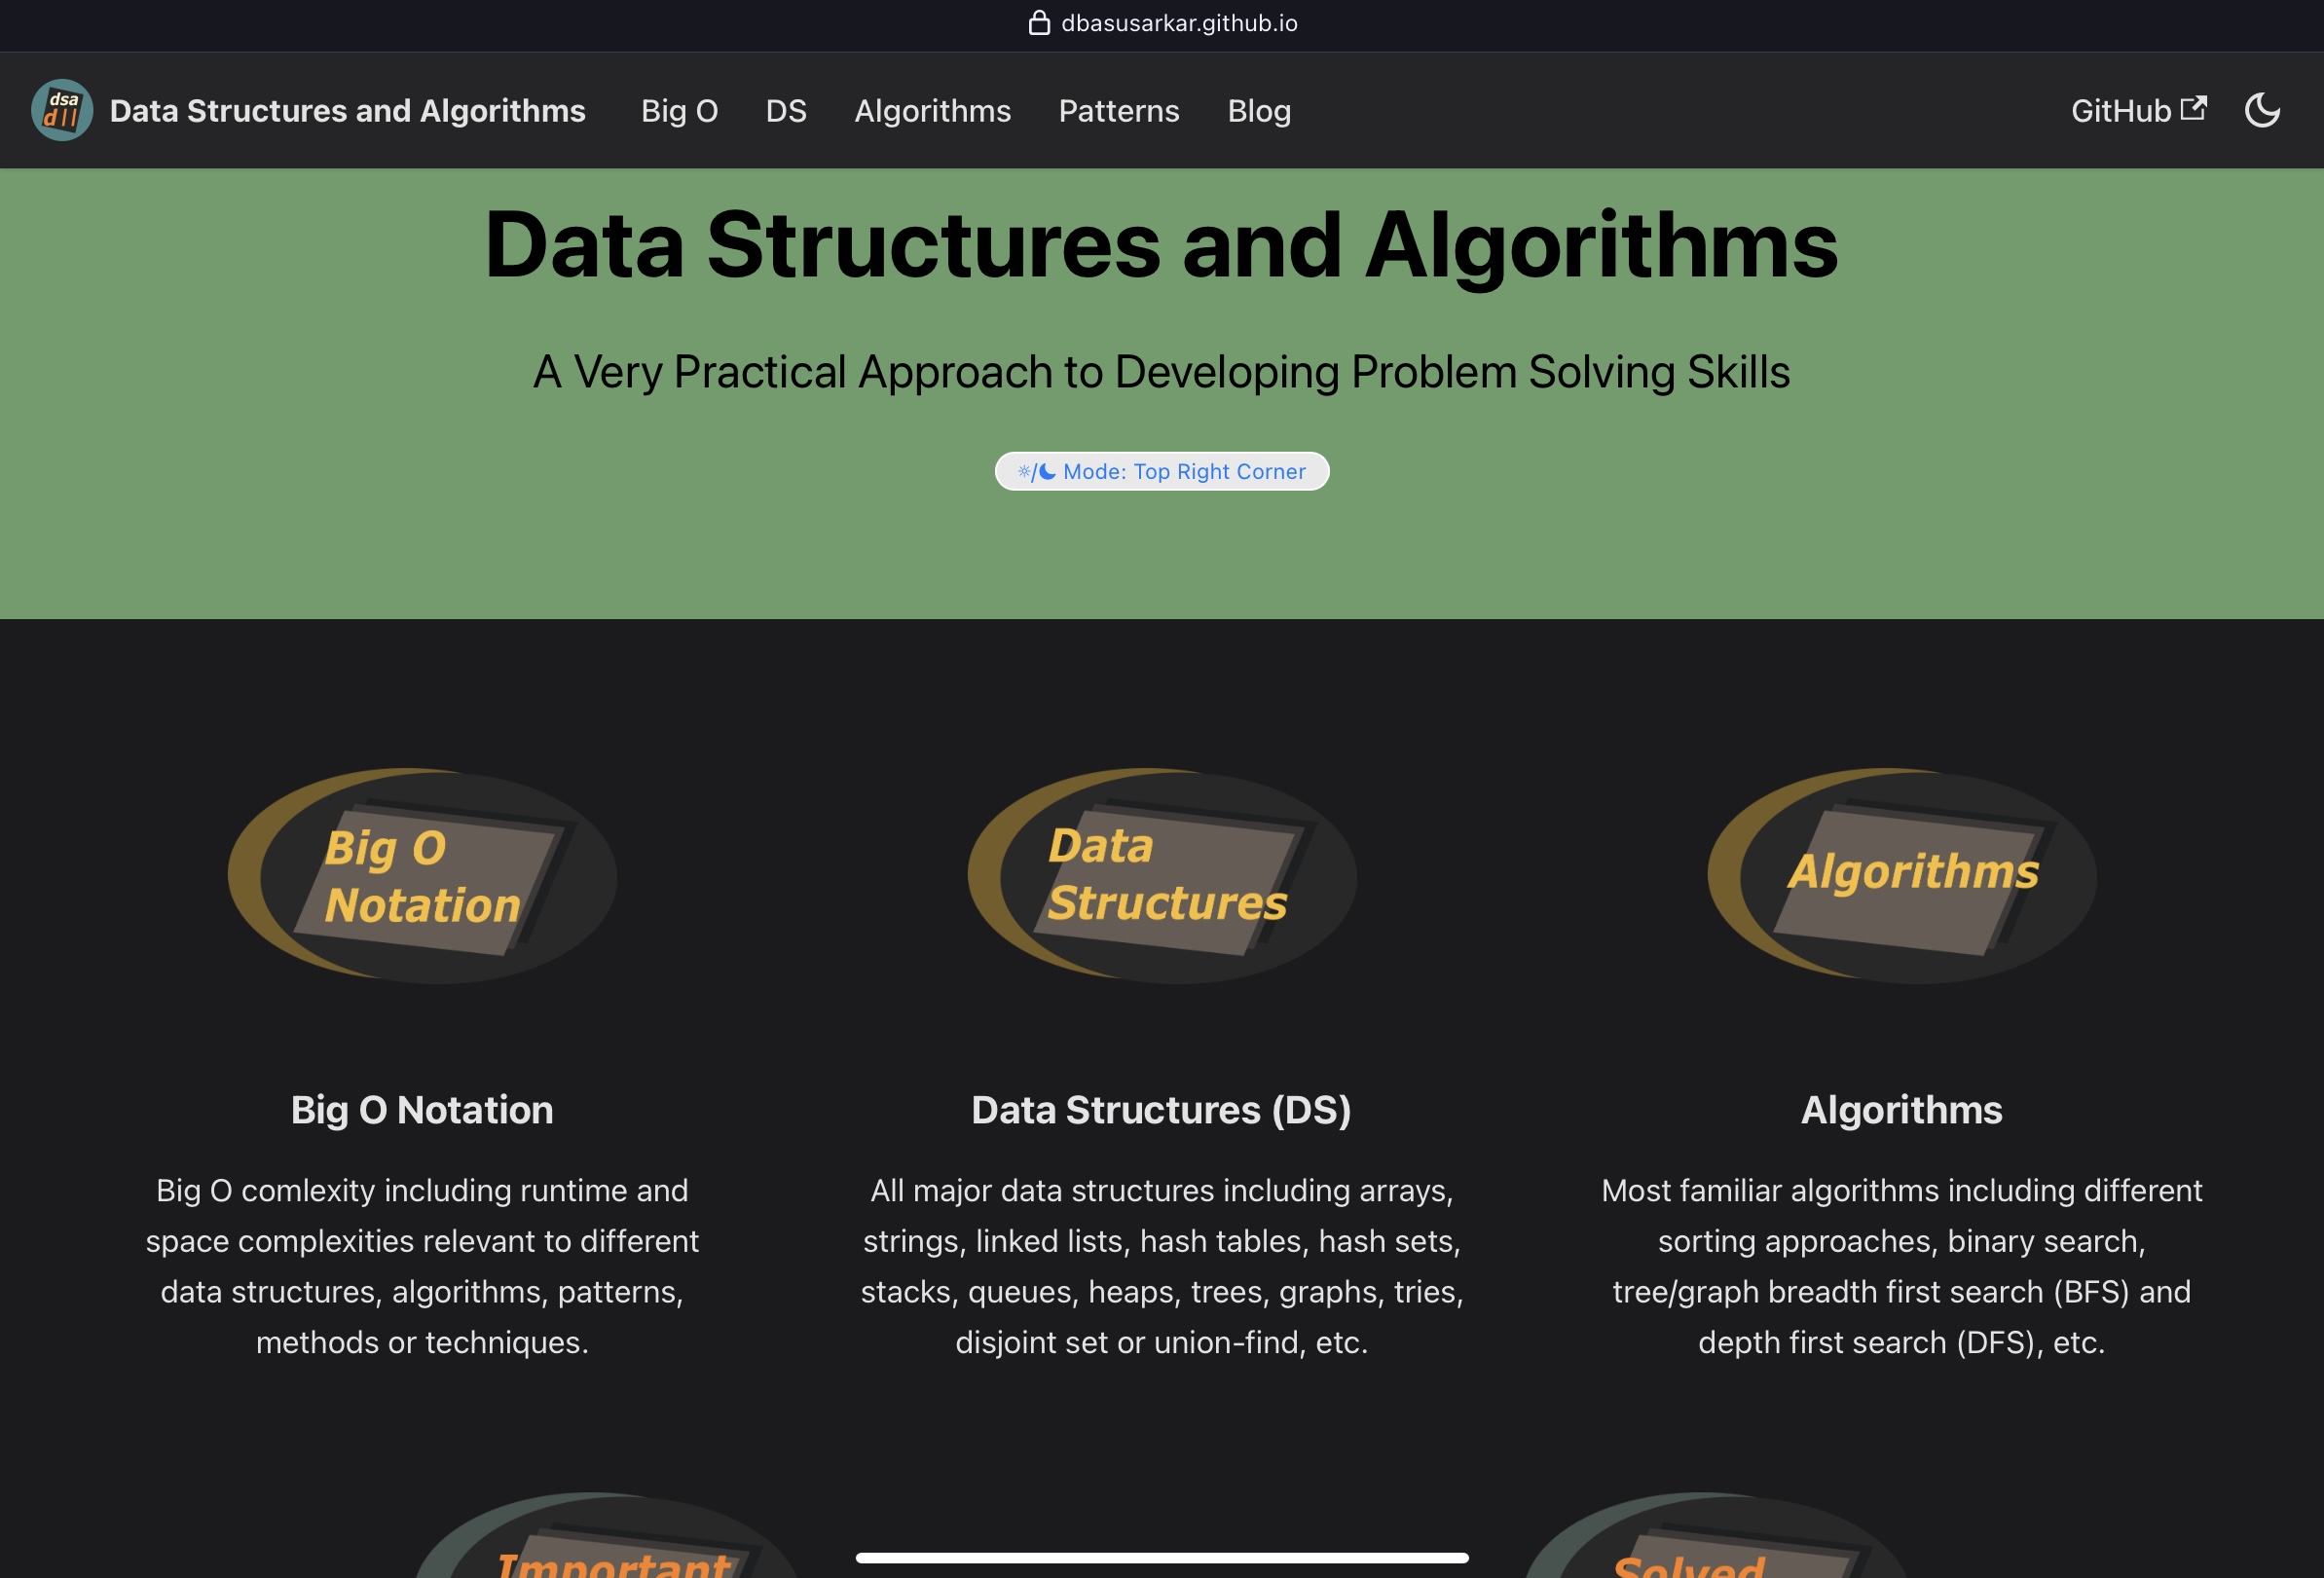 dbasusarkar.github.io
dsa
d||
Data Structures and Algorithms
Big O
DS
Algorithms
Patterns
Blog
GitHub
Data Structures and Algorithms
A Very Practical Approach to Developing Problem Solving Skills
☼/☾ Mode: Top Right Corner
Big O
Notation
Data
Structures
Algorithms
Big O Notation
Big O comlexity including runtime and
space complexities relevant to different
data structures, algorithms, patterns,
methods or techniques.
Data Structures (DS)
All major data structures including arrays,
strings, linked lists, hash tables, hash sets,
stacks, queues, heaps, trees, graphs, tries,
disjoint set or union-find, etc.
Algorithms
Most familiar algorithms including different
sorting approaches, binary search,
tree/graph breadth first search (BFS) and
depth first search (DFS), etc.
Important
Solved